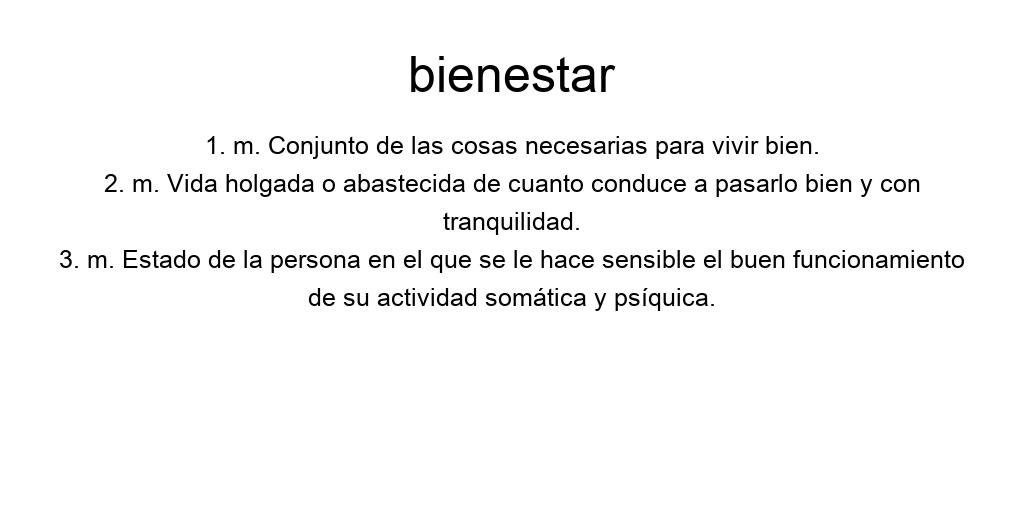 bienestar
1. m. Conjunto de las cosas necesarias para vivir bien.
2. m. Vida holgada o abastecida de cuanto conduce a pasarlo bien y con
tranquilidad.
3. m. Estado de la persona en el que se le hace sensible el buen funcionamiento
de su actividad somática y psíquica.